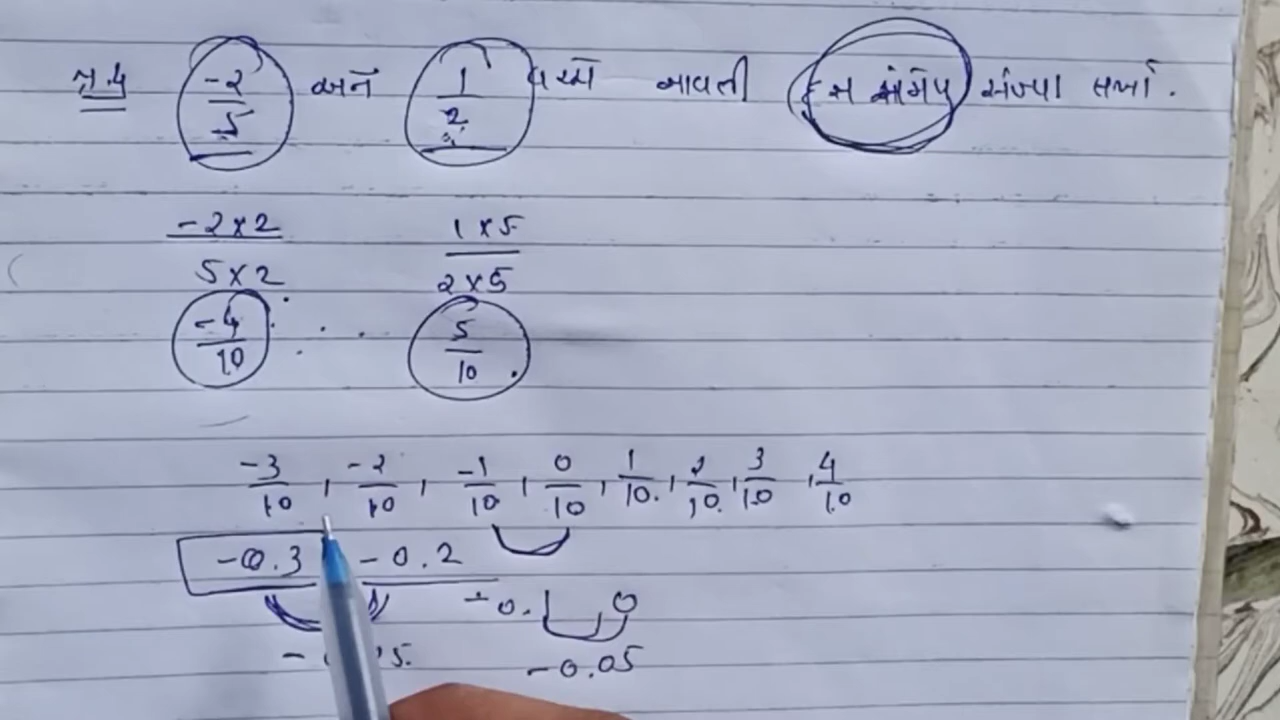 પ્ર.4 -2/5 અને 1/2 વચ્ચે આવતી સંમેય સંખ્યા લખો.
-2×2/5×2 1×5/2×5
-4/10 . . . 5/10
-3/10 , -2/10 , -1/10 , 0/10 , 1/10 , 2/10 , 3/10 , 4/10
-0.3 -0.2
-0.1 0
-0.05